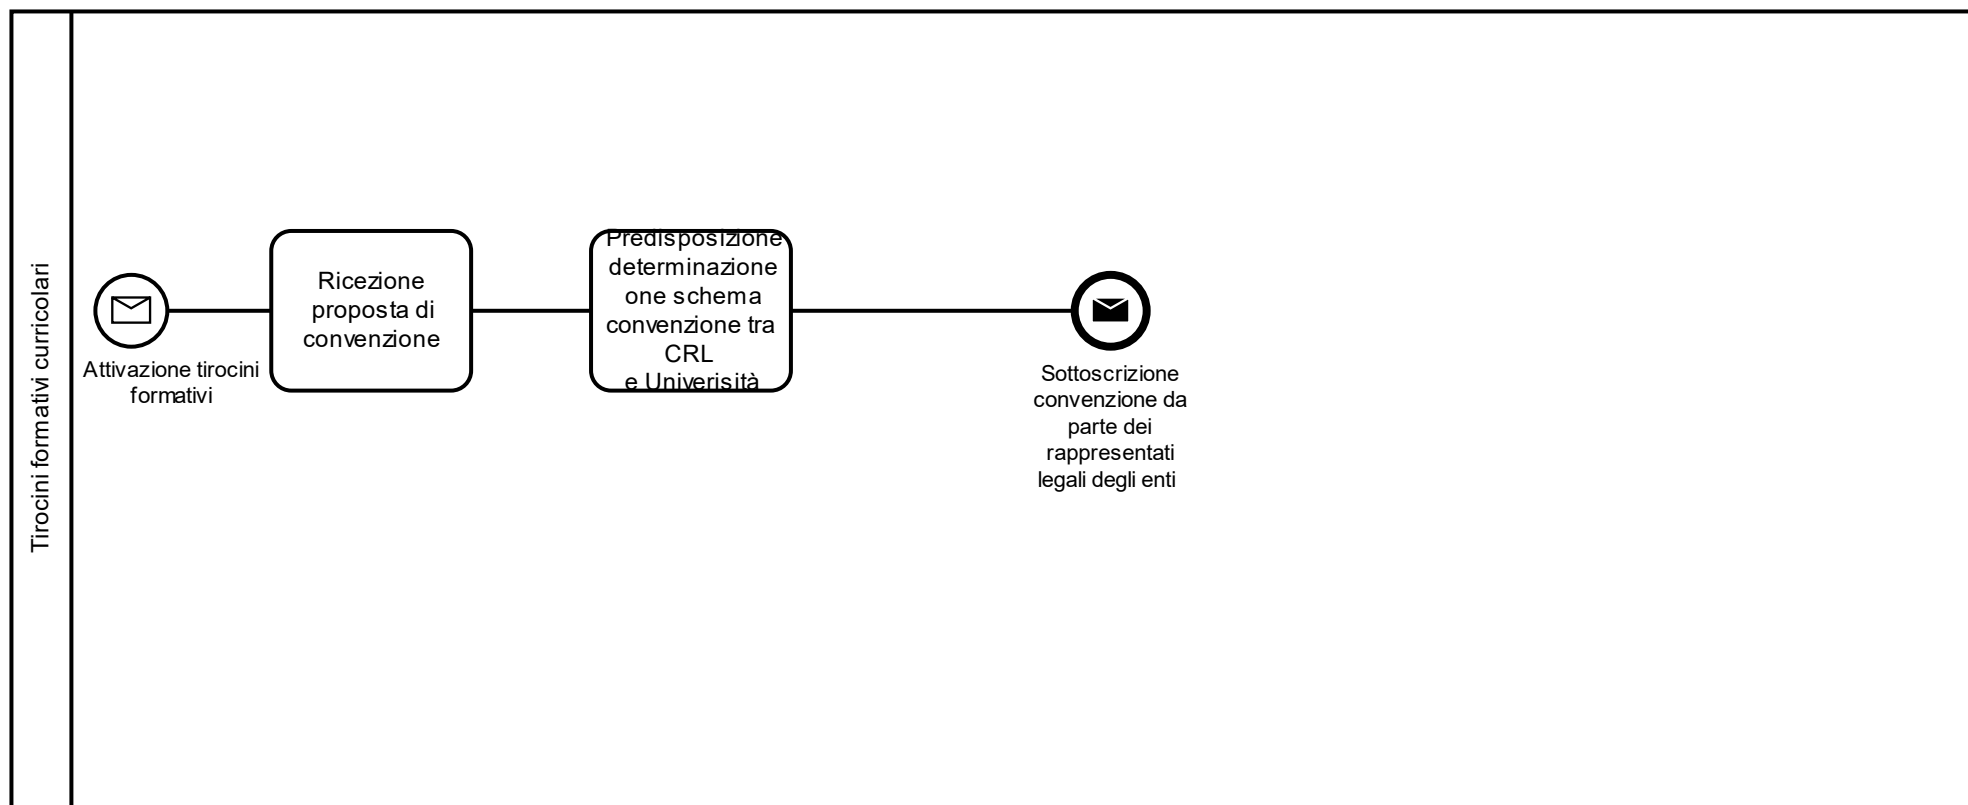 Tirocini formativi curricolari
Attivazione tirocini
formativi
Ricezione
proposta di
convenzione
Predisposizione
determinazione
one schema
convenzione tra
CRL
e Univerisità
Sottoscrizione
convenzione da
parte dei
rappresentati
legali degli enti